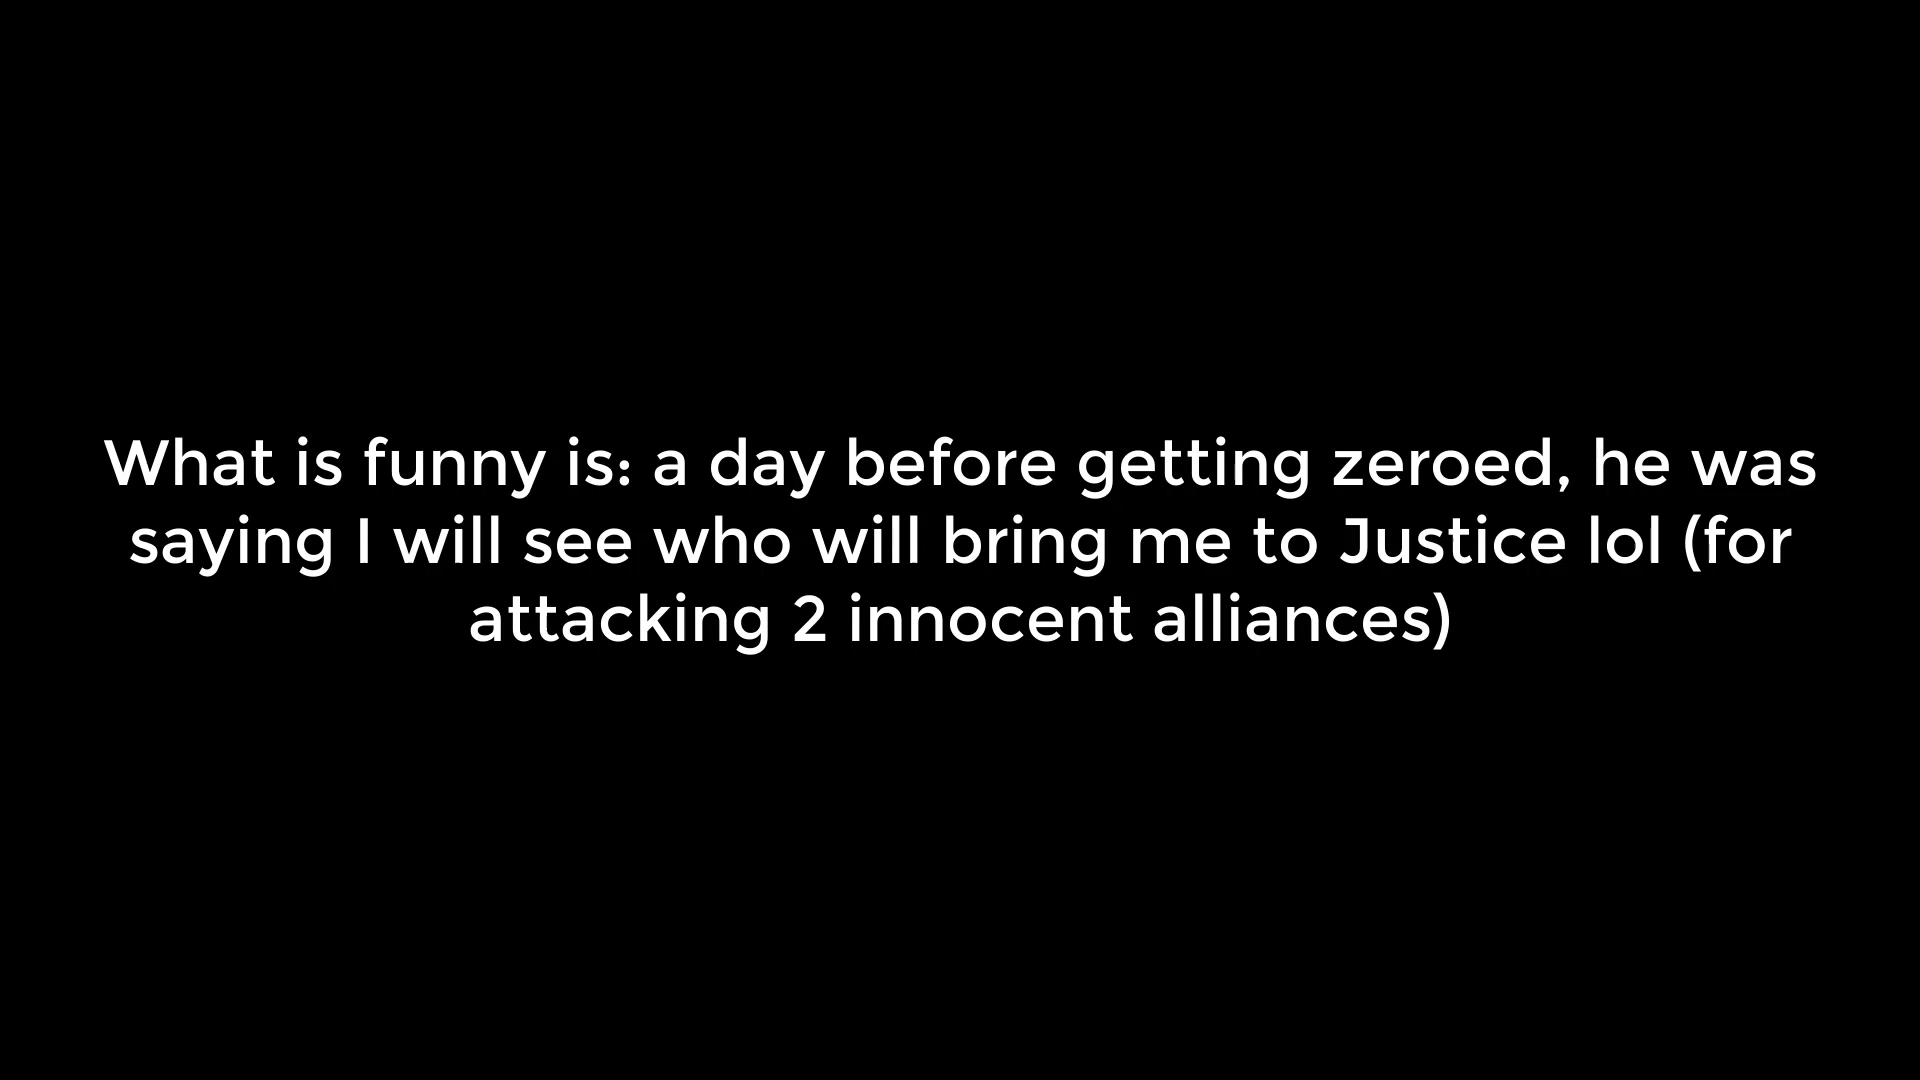 What is funny is: a day before getting zeroed, he was
saying I will see who will bring me to Justice lol (for
attacking 2 innocent alliances)